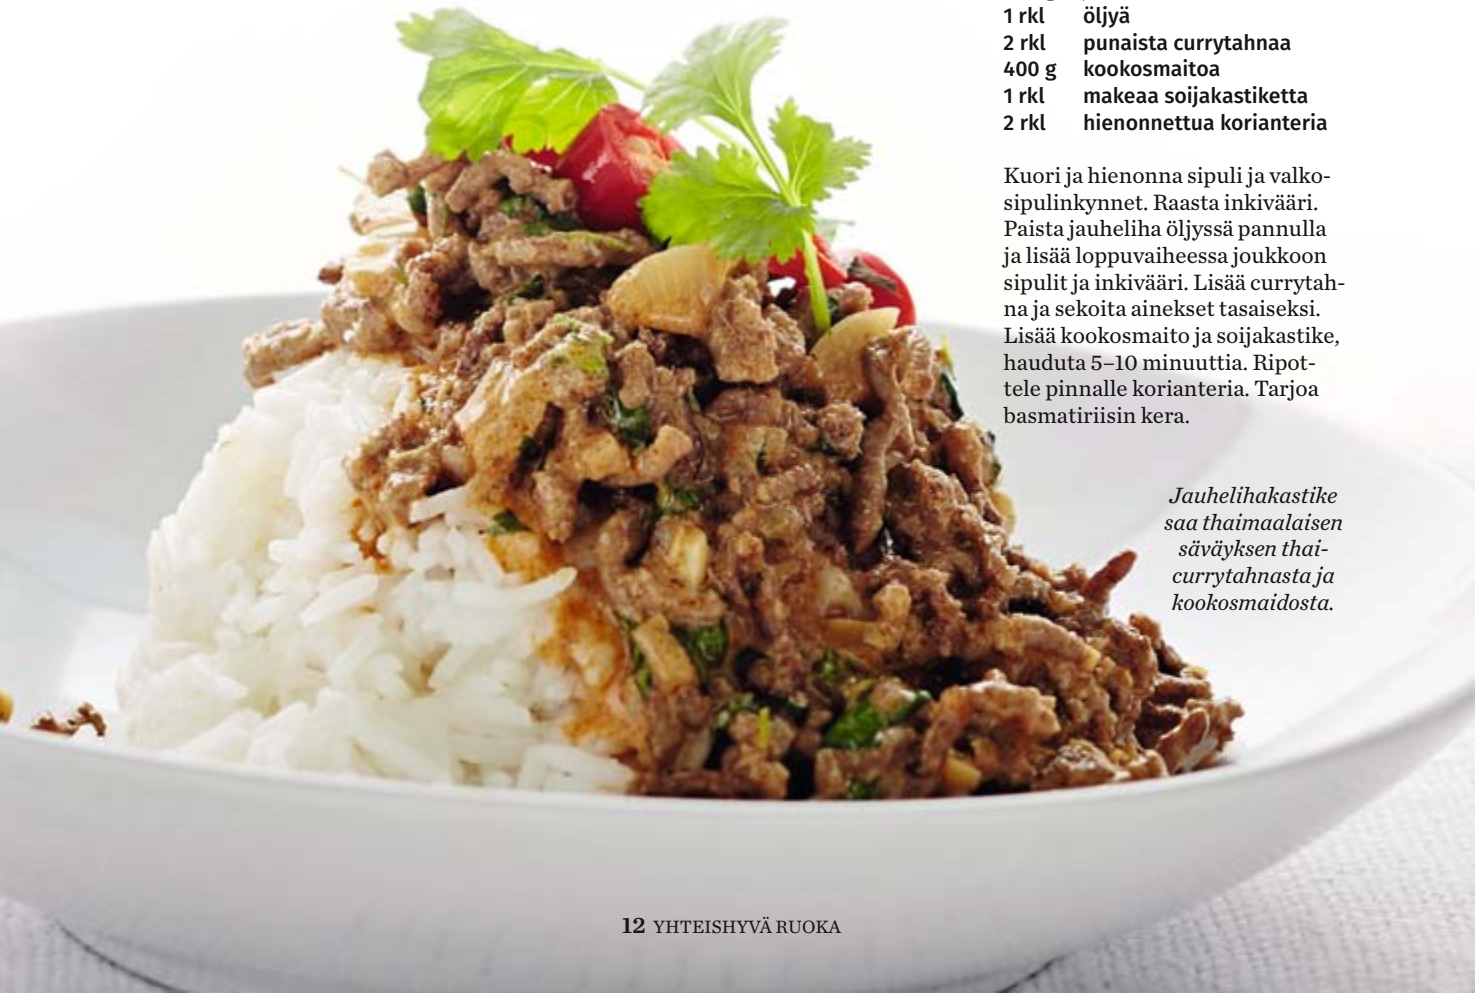 1 rkl öljyä
2 rkl punaista currytahnaa
400 g kookosmaitoa
1 rkl makeaa soijakastiketta
2 rkl hienonnettua korianteria
Kuori ja hienonna sipuli ja valko-
sipulinkynnet. Raasta inkivääri.
Paista jauheliha öljyssä pannulla
ja lisää loppuvaiheessa joukkoon
sipulit ja inkivääri. Lisää currytah-
na ja sekoita ainekset tasaiseksi.
Lisää kookosmaito ja soijakastike,
hauduta 5–10 minuuttia. Ripot-
tele pinnalle korianteria. Tarjoa
basmatiriisin kera.
Jauhelihakastike
saa thaimaalaisen
säväyksen thai-
currytahnasta ja
kookosmaidosta.
12 YHTEISHYVÄ RUOKA